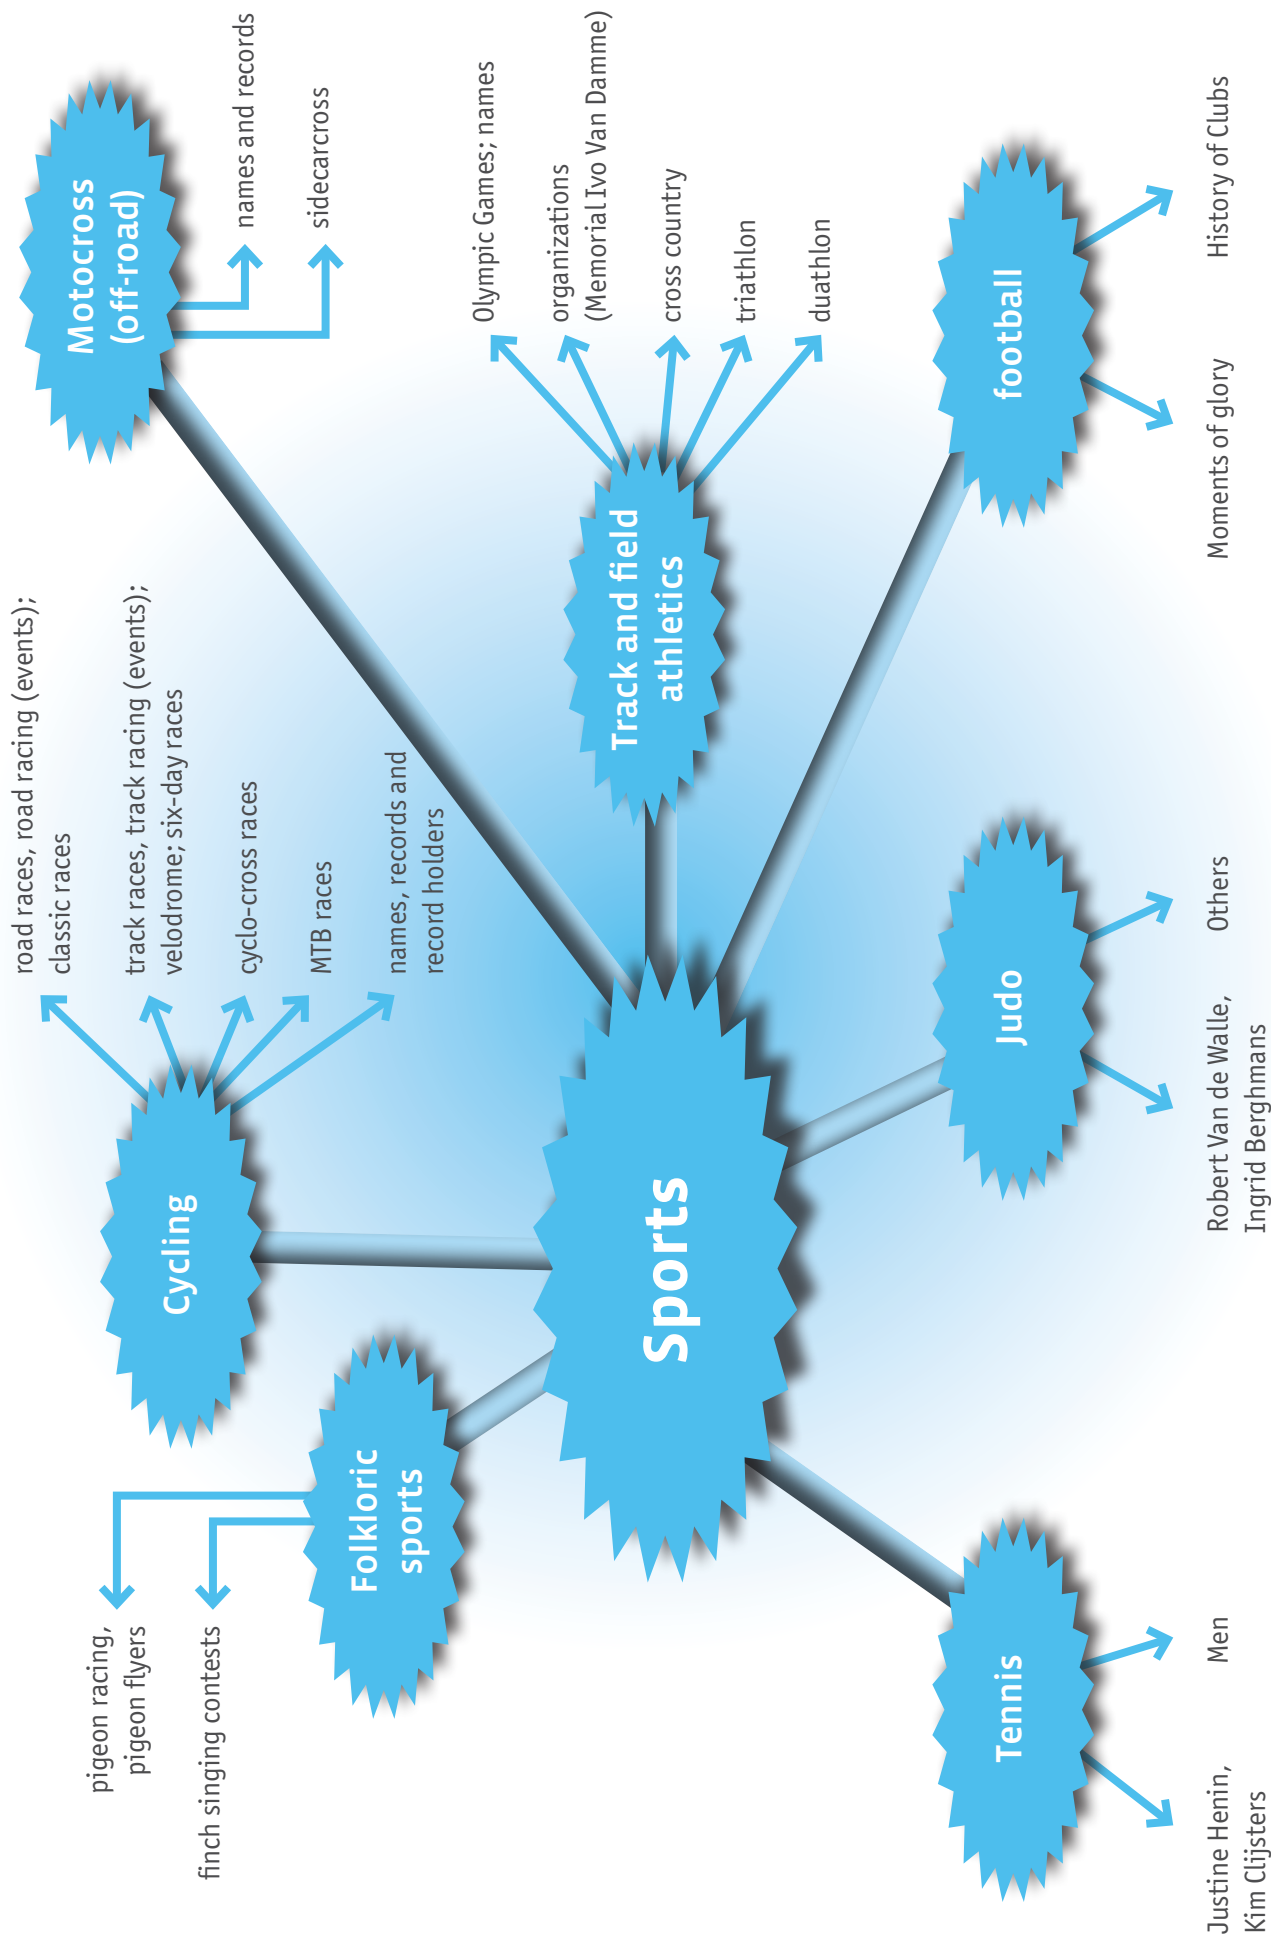 road races, road racing (events);
classic races
track races, track racing (events);
velodrome; six-day races
cyclo-cross races
MTB races
names, records and
record holders
Cycling
Motocross
(off-road)
names and records
sidecarcross
pigeon racing,
pigeon flyers
finch singing contests
Folkloric
sports
Sports
Track and field
athletics
Olympic Games; names
organizations
(Memorial Ivo Van Damme)
cross country
triathlon
duathlon
Tennis
Justine Henin,
Kim Clijsters
Men
Judo
Robert Van de Walle,
Ingrid Berghmans
Others
football
Moments of glory
History of Clubs